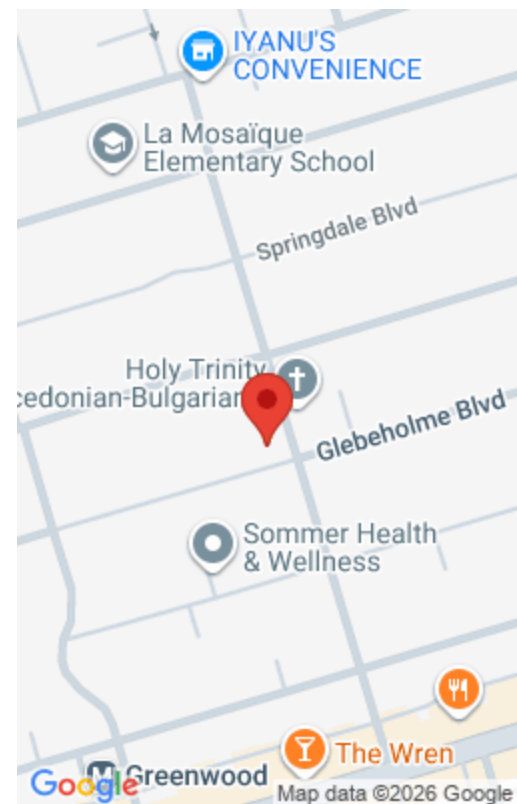 IYANU'S
CONVENIENCE
La Mosaïque
Elementary School
Springdale Blvd
Holy Trinity
cedonian-Bulgarian
Glebeholme Blvd
Sommer Health
& Wellness
The Wren
Greenwood
Google
Map data ©2026 Google